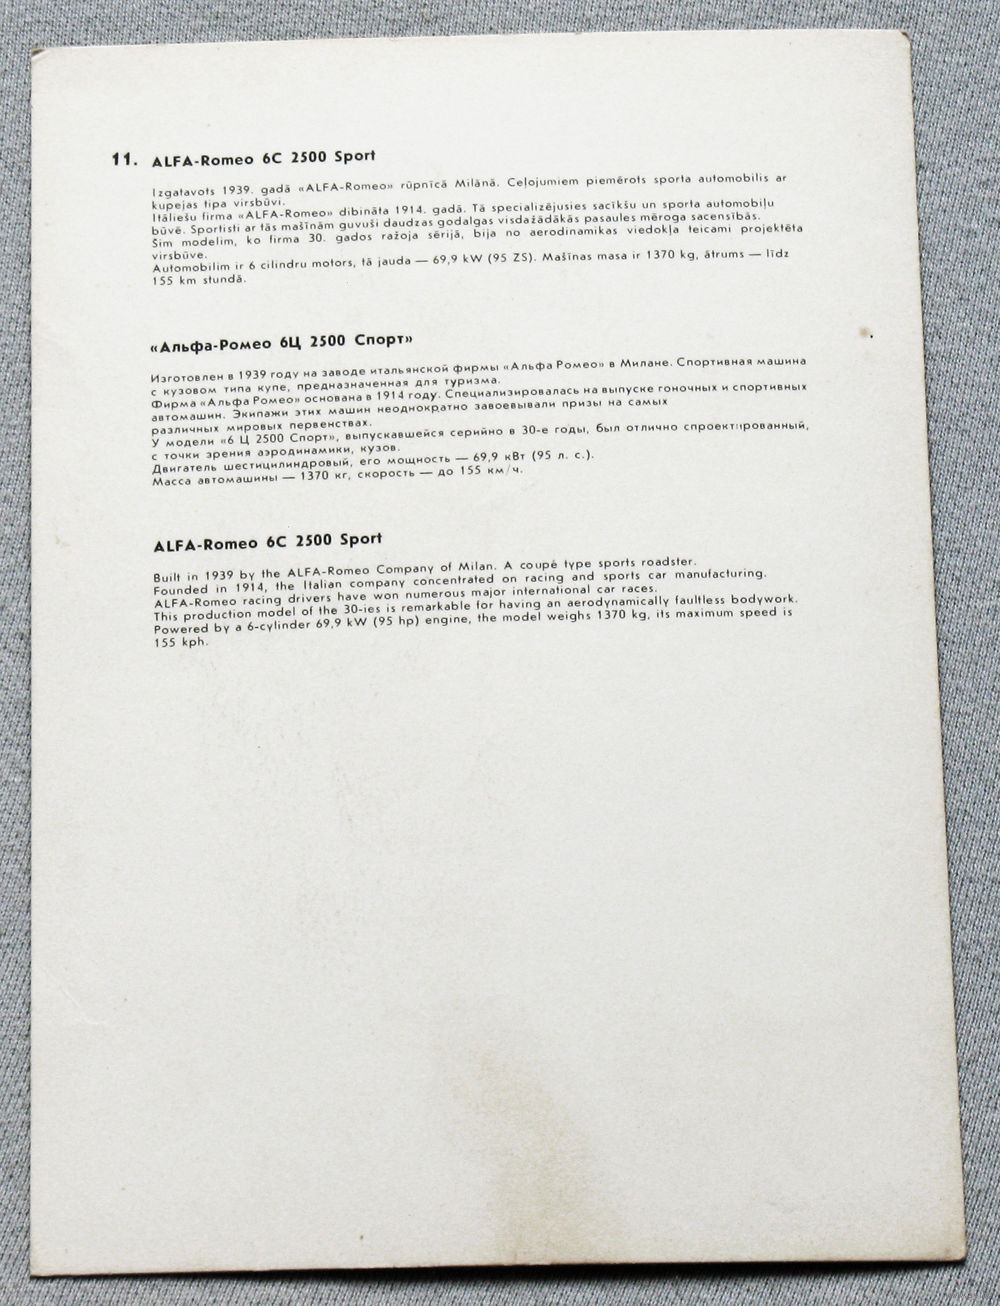 11. ALFA-Romeo 6C 2500 Sport
Izgatavots 1939. gadā «ALFA-Romeo» rūpnīcā Milānā. Ceļojumiem piemērots sporta automobilis ar
kupejas tipa virsbūvi.
Itāliešu firma «ALFA-Romeo» dibināta 1914. gadā. Tā specializējusies sacīkšu un sporta automobiļu
būvē. Sportisti ar tās mašīnām guvuši daudzas godalgas visdažādākās pasaules mēroga sacensībās.
Šim modelim, ko firma 30. gados ražoja sērijā, bija no aerodinamikas viedokļa teicami projektēta
virsbūve.
Automobilim ir 6 cilindru motors, tā jauda — 69,9 kW (95 ZS). Mašīnas masa ir 1370 kg, ātrums — līdz
155 km stundā.
«Альфа-Ромео 6Ц 2500 Спорт»
Изготовлен в 1939 году на заводе итальянской фирмы «Альфа Ромео» в Милане. Спортивная машина
с кузовом типа купе, предназначенная для туризма.
Фирма «Альфа Ромео» основана в 1914 году. Специализировалась на выпуске гоночных и спортивных
автомашин. Экипажи этих машин неоднократно завоевывали призы на самых
различных мировых первенствах.
У модели «6 Ц 2500 Спорт», выпускавшейся серийно в 30-е годы, был отлично спроектированный,
с точки зрения аэродинамики, кузов.
Двигатель шестицилиндровый, его мощность — 69,9 кВт (95 л. с.).
Масса автомашины — 1370 кг, скорость — до 155 км/ч.
ALFA-Romeo 6C 2500 Sport
Built in 1939 by the ALFA-Romeo Company of Milan. A coupé type sports roadster.
Founded in 1914, the Italian company concentrated on racing and sports car manufacturing.
ALFA-Romeo racing drivers have won numerous major international car races.
This production model of the 30-ies is remarkable for having an aerodynamically faultless bodywork.
Powered by a 6-cylinder 69,9 kW (95 hp) engine, the model weighs 1370 kg, its maximum speed is
155 kph.